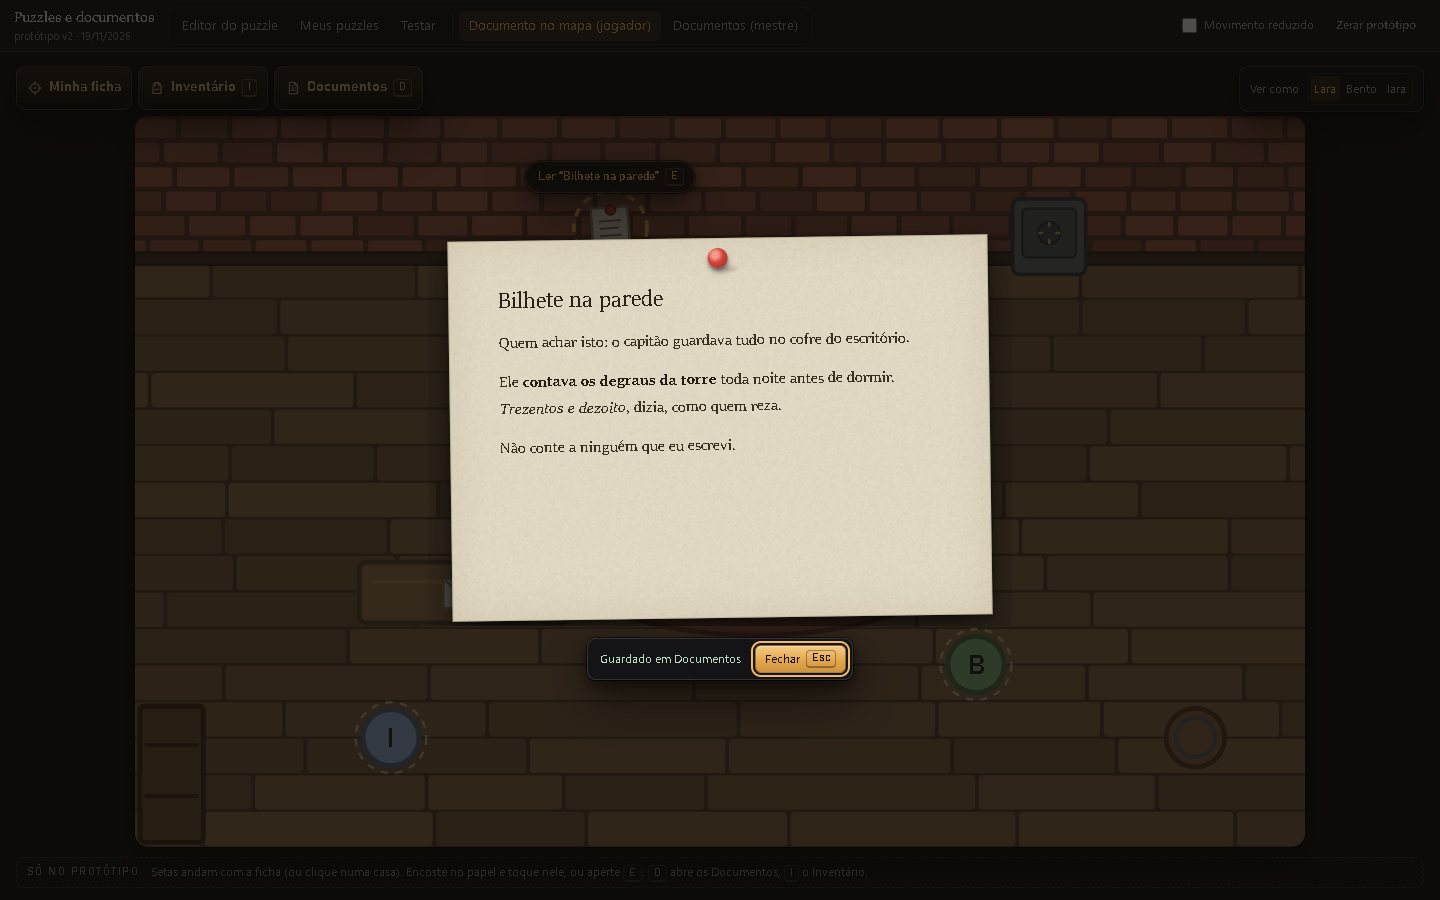 Puzzles e documentos
protótipo v2 · 19/11/2026
Editor do puzzle
Meus puzzles
Testar
Documento no mapa (jogador)
Documentos (mestre)
Movimento reduzido
Zerar protótipo
Minha ficha
Inventário I
Documentos D
Ver como
Lara
Bento
Iara
Ler “Bilhete na parede” E
Bilhete na parede
Quem achar isto: o capitão guardava tudo no cofre do escritório.
Ele contava os degraus da torre toda noite antes de dormir.
Trezentos e dezoito, dizia, como quem reza.
Não conte a ninguém que eu escrevi.
Guardado em Documentos
Fechar Esc
B
I
SÓ NO PROTÓTIPO Setas andam com a ficha (ou clique numa casa). Encoste no papel e toque nele, ou aperte E. D abre os Documentos, I o Inventário.